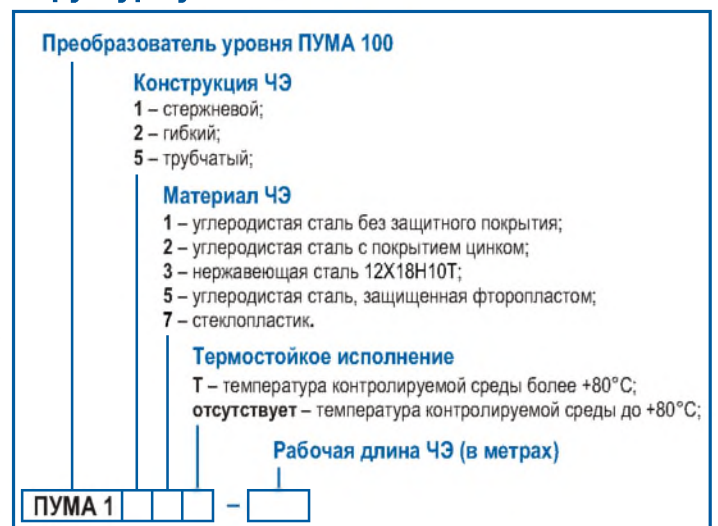 Преобразователь уровня ПУМА 100
Конструкция ЧЭ
1 – стержневой;
2 – гибкий;
5 – трубчатый;
Материал ЧЭ
1 – углеродистая сталь без защитного покрытия;
2 – углеродистая сталь с покрытием цинком;
3 – нержавеющая сталь 12Х18Н10Т;
5 – углеродистая сталь, защищенная фторопластом;
7 – стеклопластик.
Термостойкое исполнение
Т – температура контролируемой среды более +80°С;
отсутствует – температура контролируемой среды до +80°С;
Рабочая длина ЧЭ (в метрах)
ПУМА 1 –